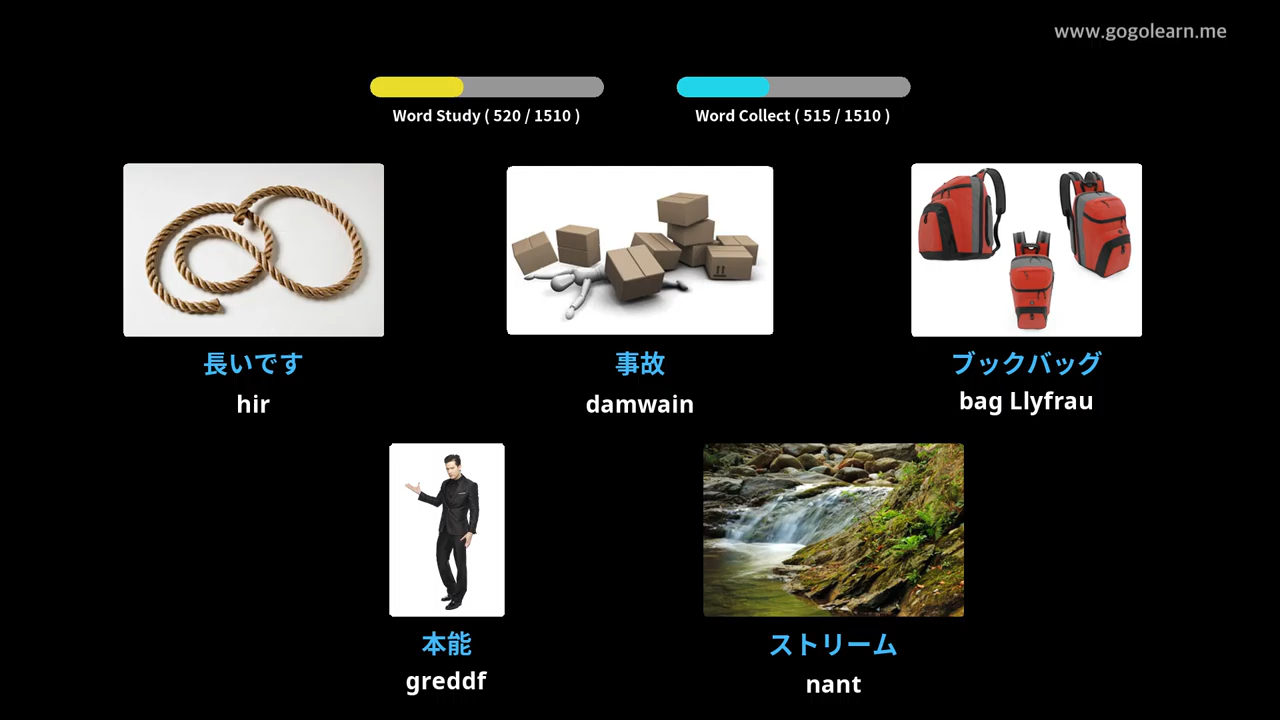 www.gogolearn.me
Word Study ( 520 / 1510 )
Word Collect ( 515 / 1510 )
長いです
hir
事故
damwain
ブックバッグ
bag Llyfrau
本能
greddf
ストリーム
nant